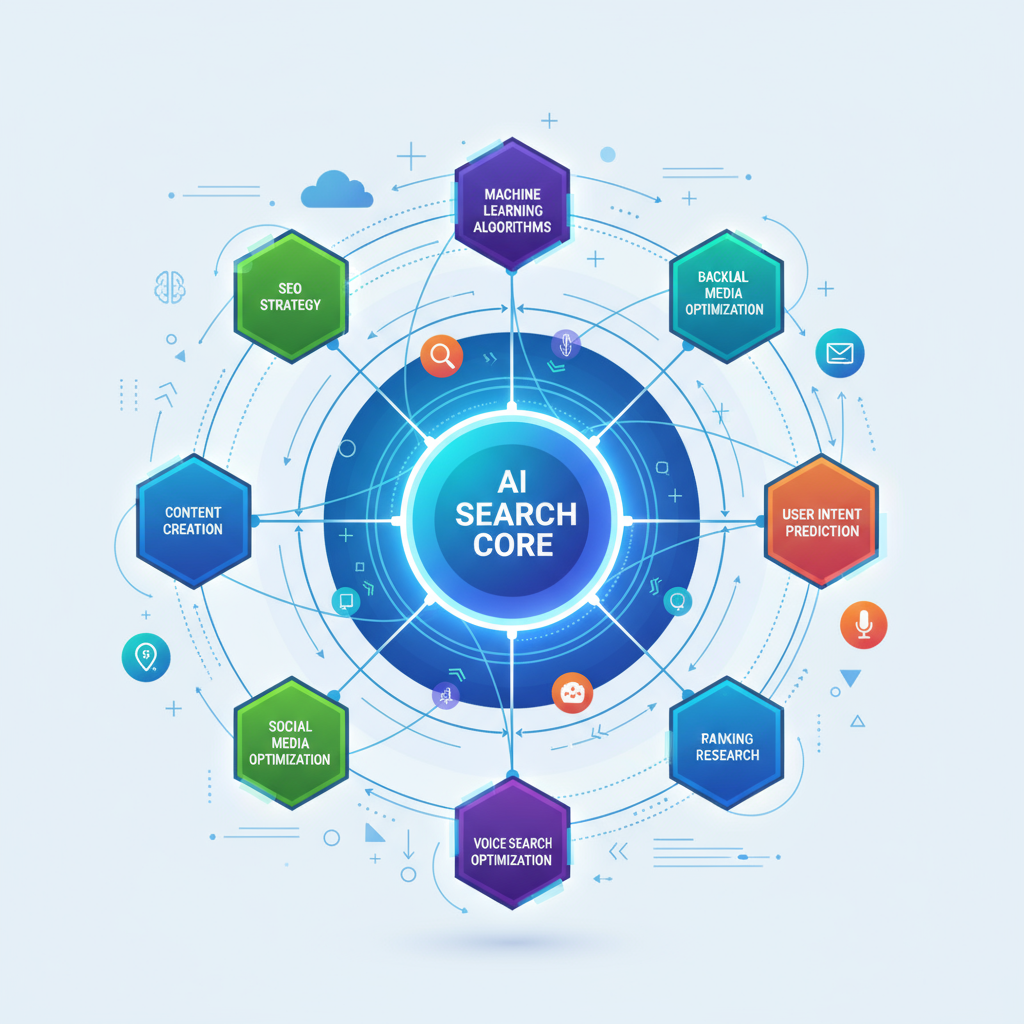 MACHINE
LEARNING
ALGORITHMS
SEO
STRATEGY
BACKLAL
MEDIA
OPTIMIZATION
AI
SEARCH
CORE
CONTENT
CREATION
USER INTENT
PREDICTION
SOCIAL
MEDIA
OPTIMIZATION
RANKING
RESEARCH
VOICE SEARCH
OPTIMIZATION